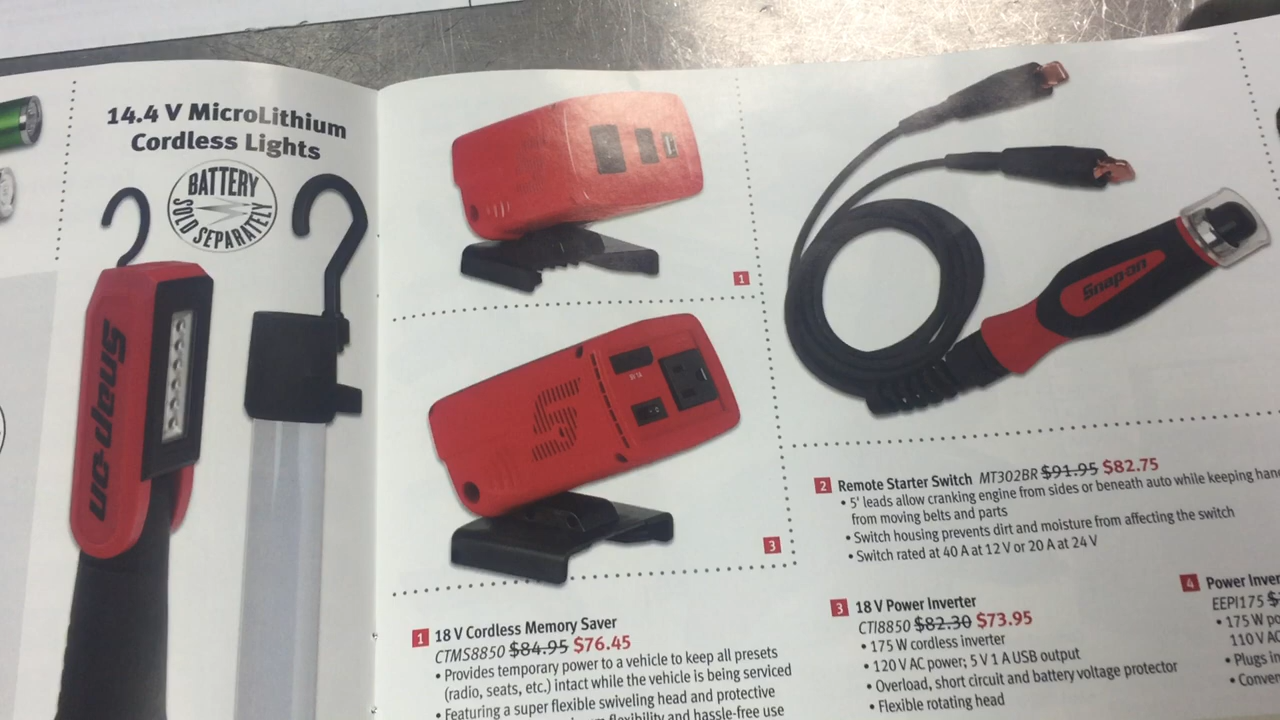 14.4 V MicroLithium
Cordless Lights
BATTERY
SOLD SEPARATELY
Snap-on
1
Snap-on
3
2 Remote Starter Switch MT302BR $91.95 $82.75
• 5' leads allow cranking engine from sides or beneath auto while keeping
from moving belts and parts
• Switch housing prevents dirt and moisture from affecting the switch
• Switch rated at 40 A at 12 V or 20 A at 24 V
1 18 V Cordless Memory Saver
CTMS8850 $84.95 $76.45
• Provides temporary power to a vehicle to keep all presets
(radio, seats, etc.) intact while the vehicle is being serviced
• Featuring a super flexible swiveling head and protective
flexibility and hassle-free use
3 18 V Power Inverter
CTI8850 $82.30 $73.95
• 175 W cordless inverter
• 120 V AC power; 5 V 1 A USB output
• Overload, short circuit and battery voltage protector
• Flexible rotating head
4 Power
EEPI175
• 175 W
110 V AC
• Plugs